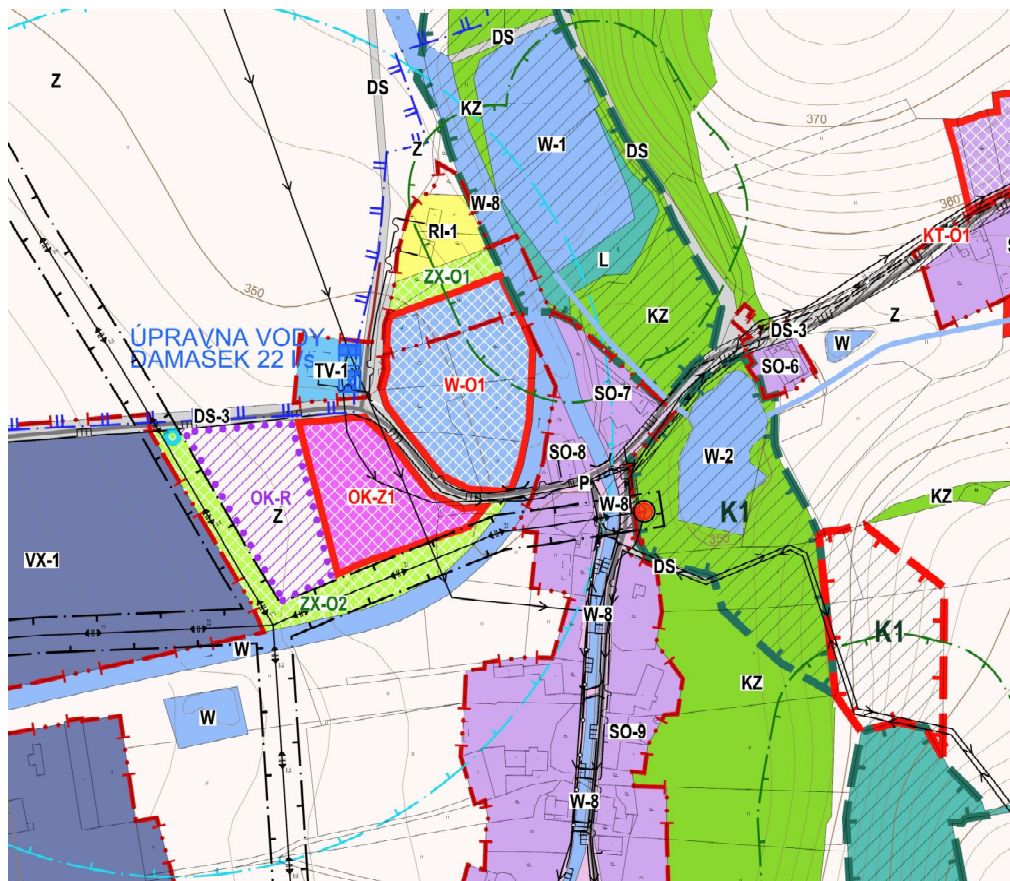 DS
Z
DS
KZ
W-1
370
Z
DS
W-8
360
RI-1
KT-O1
S
L
ZX-O1
350
KZ
Z
DS-3
W
ÚPRAVNA VODY
DAMAŠEK 22 l/s
TV-1
SO-6
W-O1
SO-7
DS-3
SO-8
W-2
OK-R
OK-Z1
P
Z
W-8
K1
KZ
350
VX-1
DS
ZX-O2
W-8
K1
W
KZ
W
SO-9
W-8